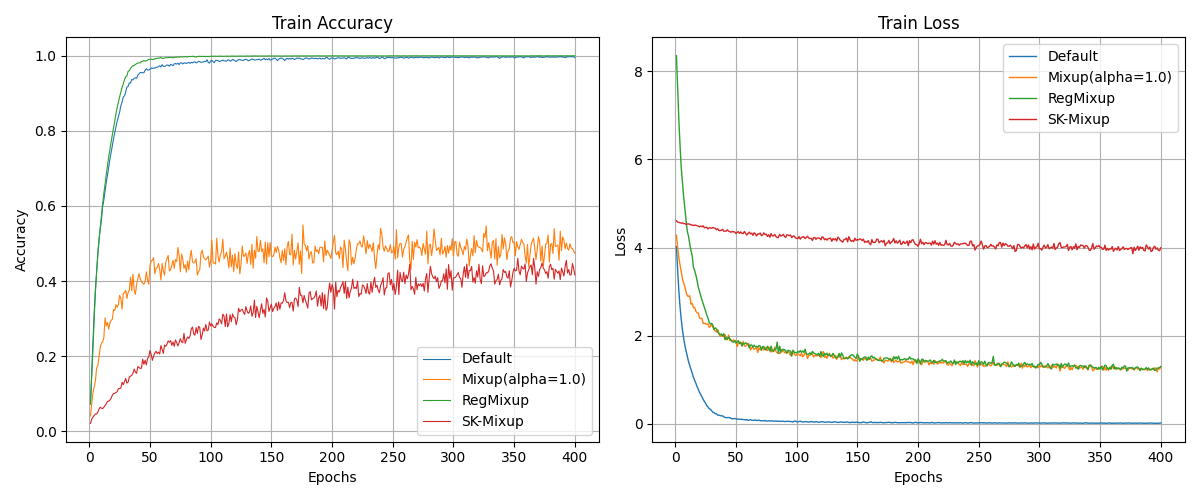 Train Accuracy
Accuracy
1.0
0.8
0.6
0.4
0.2
0.0
Default
Mixup(alpha=1.0)
RegMixup
SK-Mixup
0 50 100 150 200 250 300 350 400
Epochs
Train Loss
Loss
8
6
4
2
0
Default
Mixup(alpha=1.0)
RegMixup
SK-Mixup
0 50 100 150 200 250 300 350 400
Epochs